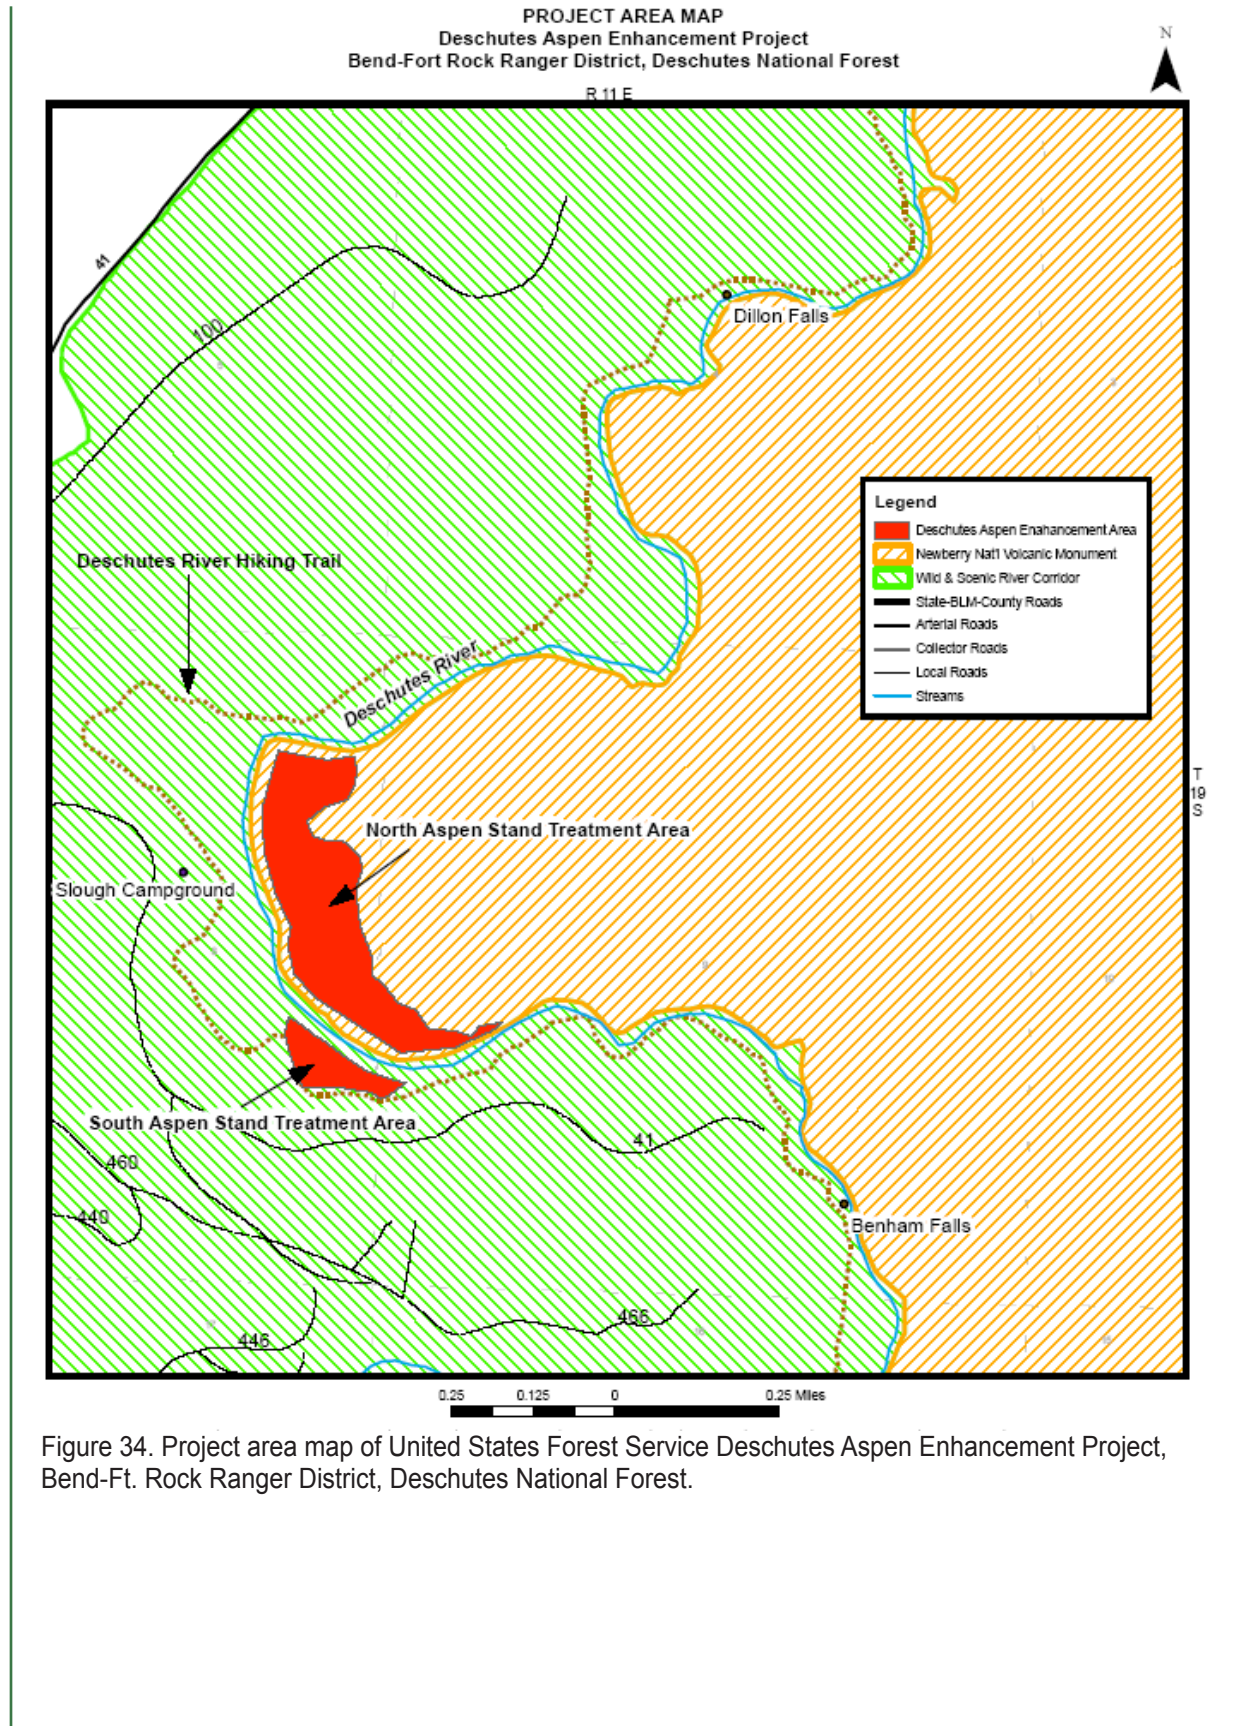 PROJECT AREA MAP
Deschutes Aspen Enhancement Project
Bend-Fort Rock Ranger District, Deschutes National Forest
N
R 11 E
41
100
Dillon Falls
Legend
Deschutes Aspen Enahancement Area
Newberry Nat'l Volcanic Monument
Wild & Scenic River Corridor
State-BLM-County Roads
Arterial Roads
Collector Roads
Local Roads
Streams
Deschutes River Hiking Trail
Deschutes River
T
19
S
North Aspen Stand Treatment Area
Slough Campground
9
10
South Aspen Stand Treatment Area
41
460
440
Benham Falls
466
446
0.25 0.125 0 0.25 Miles
Figure 34. Project area map of United States Forest Service Deschutes Aspen Enhancement Project,
Bend-Ft. Rock Ranger District, Deschutes National Forest.